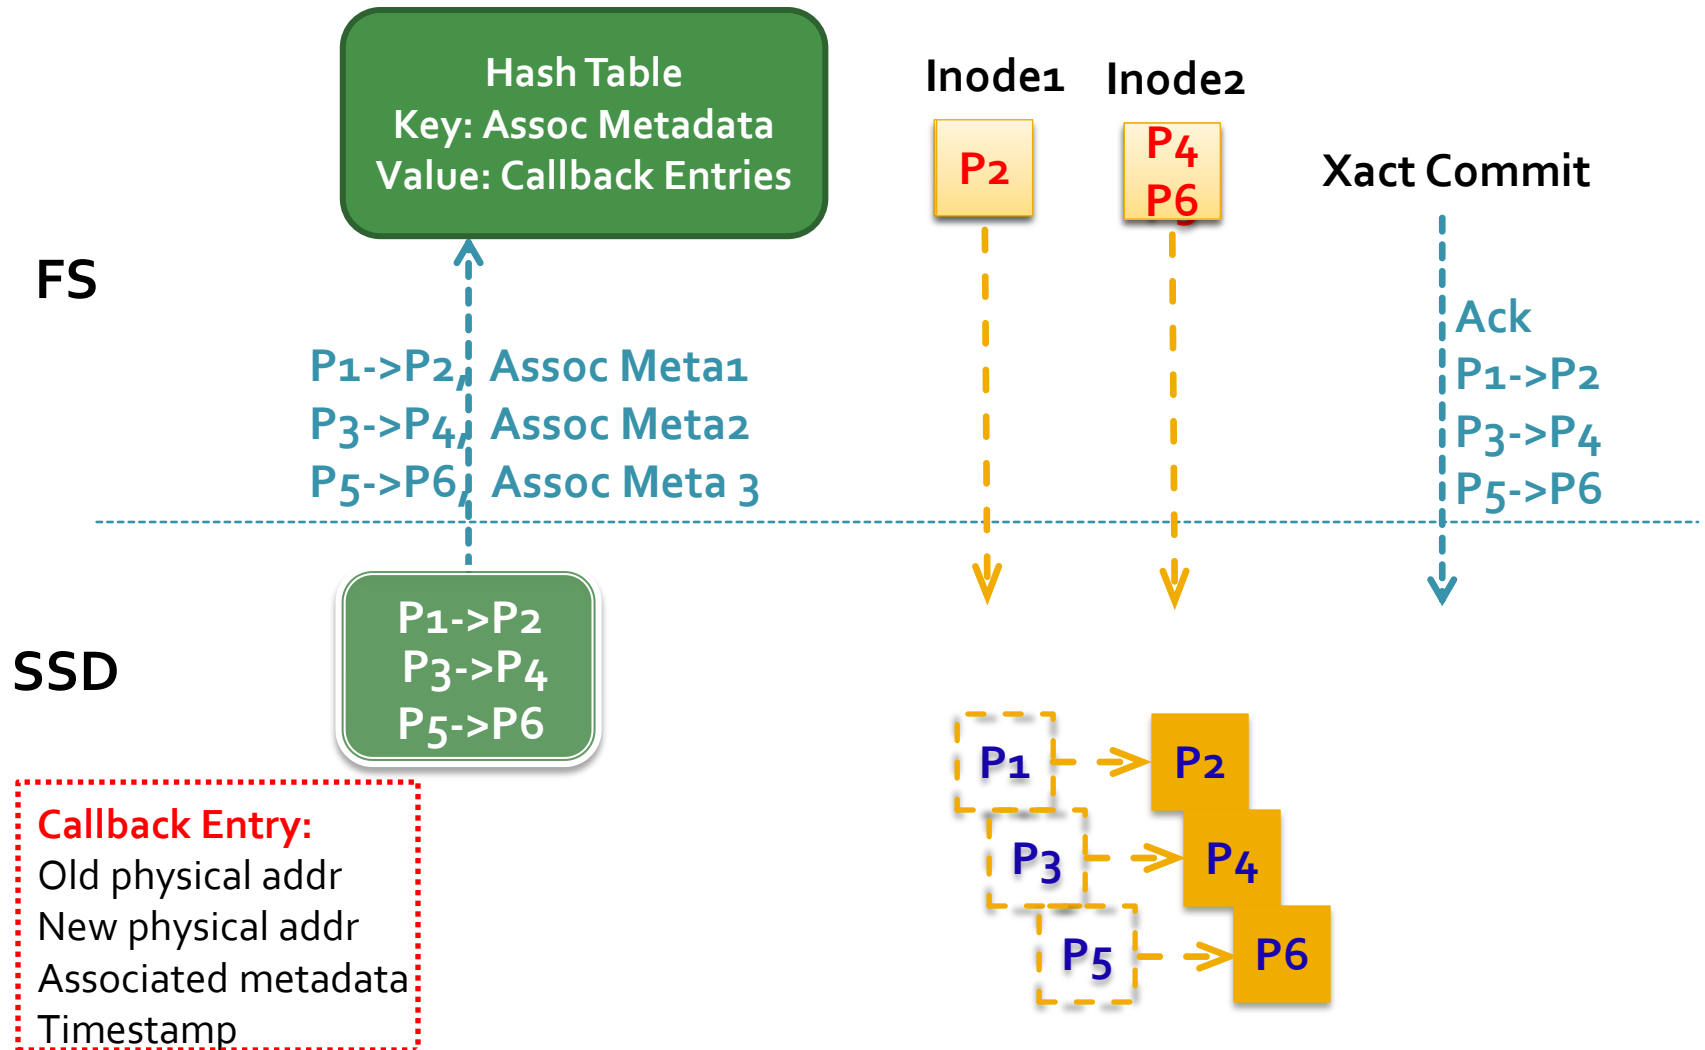 Hash Table
Key: Assoc Metadata
Value: Callback Entries
Inode1
P2
Inode2
P4
P6
Xact Commit
FS
P1->P2, Assoc Meta1
P3->P4, Assoc Meta2
P5->P6, Assoc Meta 3
Ack
P1->P2
P3->P4
P5->P6
SSD
P1->P2
P3->P4
P5->P6
Callback Entry:
Old physical addr
New physical addr
Associated metadata
Timestamp
P1
P2
P3
P4
P5
P6